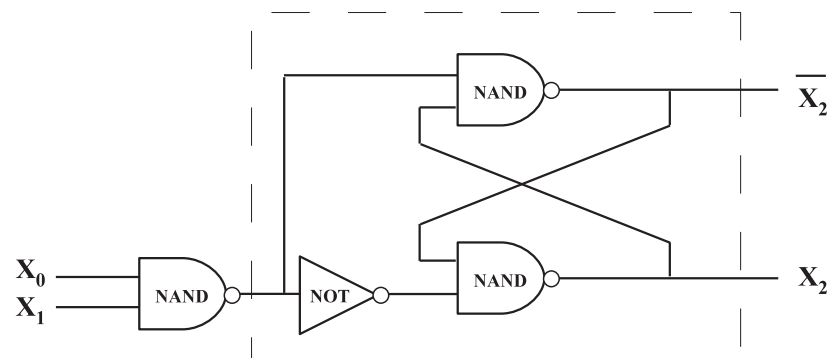 NAND
X̅₂
X₀
X₁
NAND
NOT
NAND
X₂